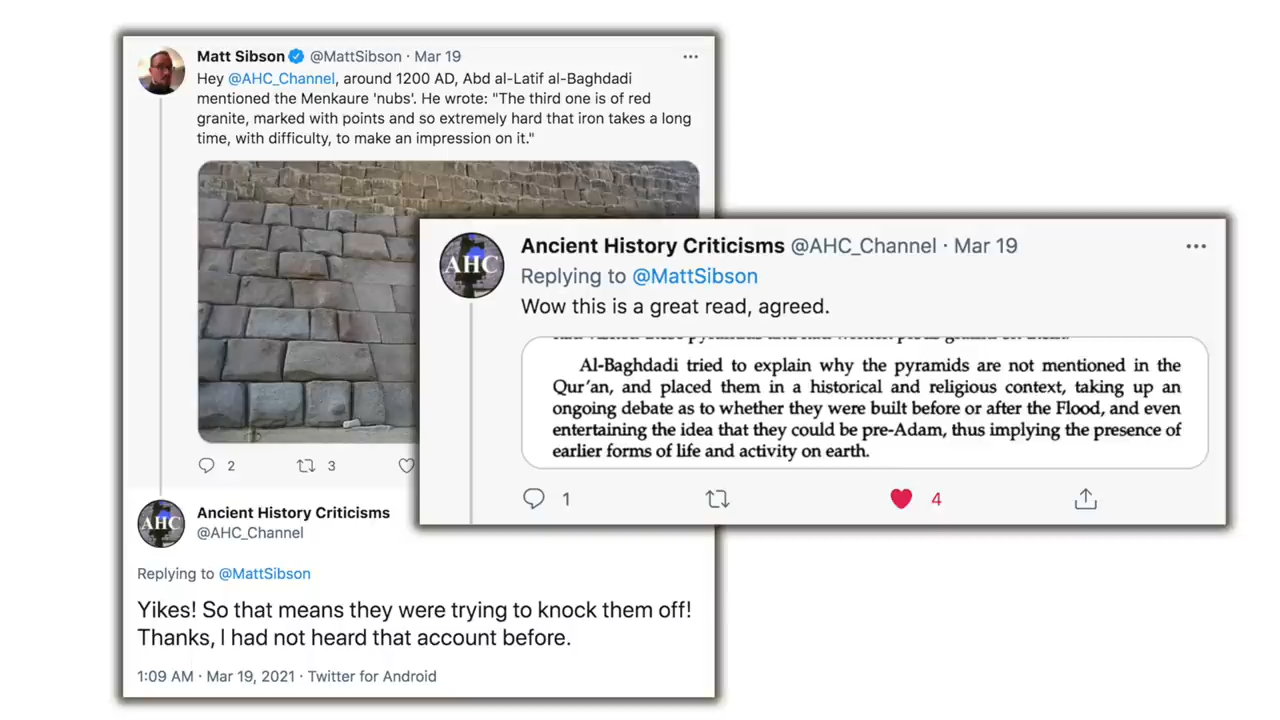 Matt Sibson @MattSibson · Mar 19
Hey @AHC_Channel, around 1200 AD, Abd al-Latif al-Baghdadi
mentioned the Menkaure 'nubs'. He wrote: "The third one is of red
granite, marked with points and so extremely hard that iron takes a long
time, with difficulty, to make an impression on it."
2 3
AHC
Ancient History Criticisms
@AHC_Channel
Replying to @MattSibson
Yikes! So that means they were trying to knock them off!
Thanks, I had not heard that account before.
1:09 AM · Mar 19, 2021 · Twitter for Android
AHC
Ancient History Criticisms @AHC_Channel · Mar 19
Replying to @MattSibson
Wow this is a great read, agreed.
Al-Baghdadi tried to explain why the pyramids are not mentioned in the
Qur'an, and placed them in a historical and religious context, taking up an
ongoing debate as to whether they were built before or after the Flood, and even
entertaining the idea that they could be pre-Adam, thus implying the presence of
earlier forms of life and activity on earth.
1 4